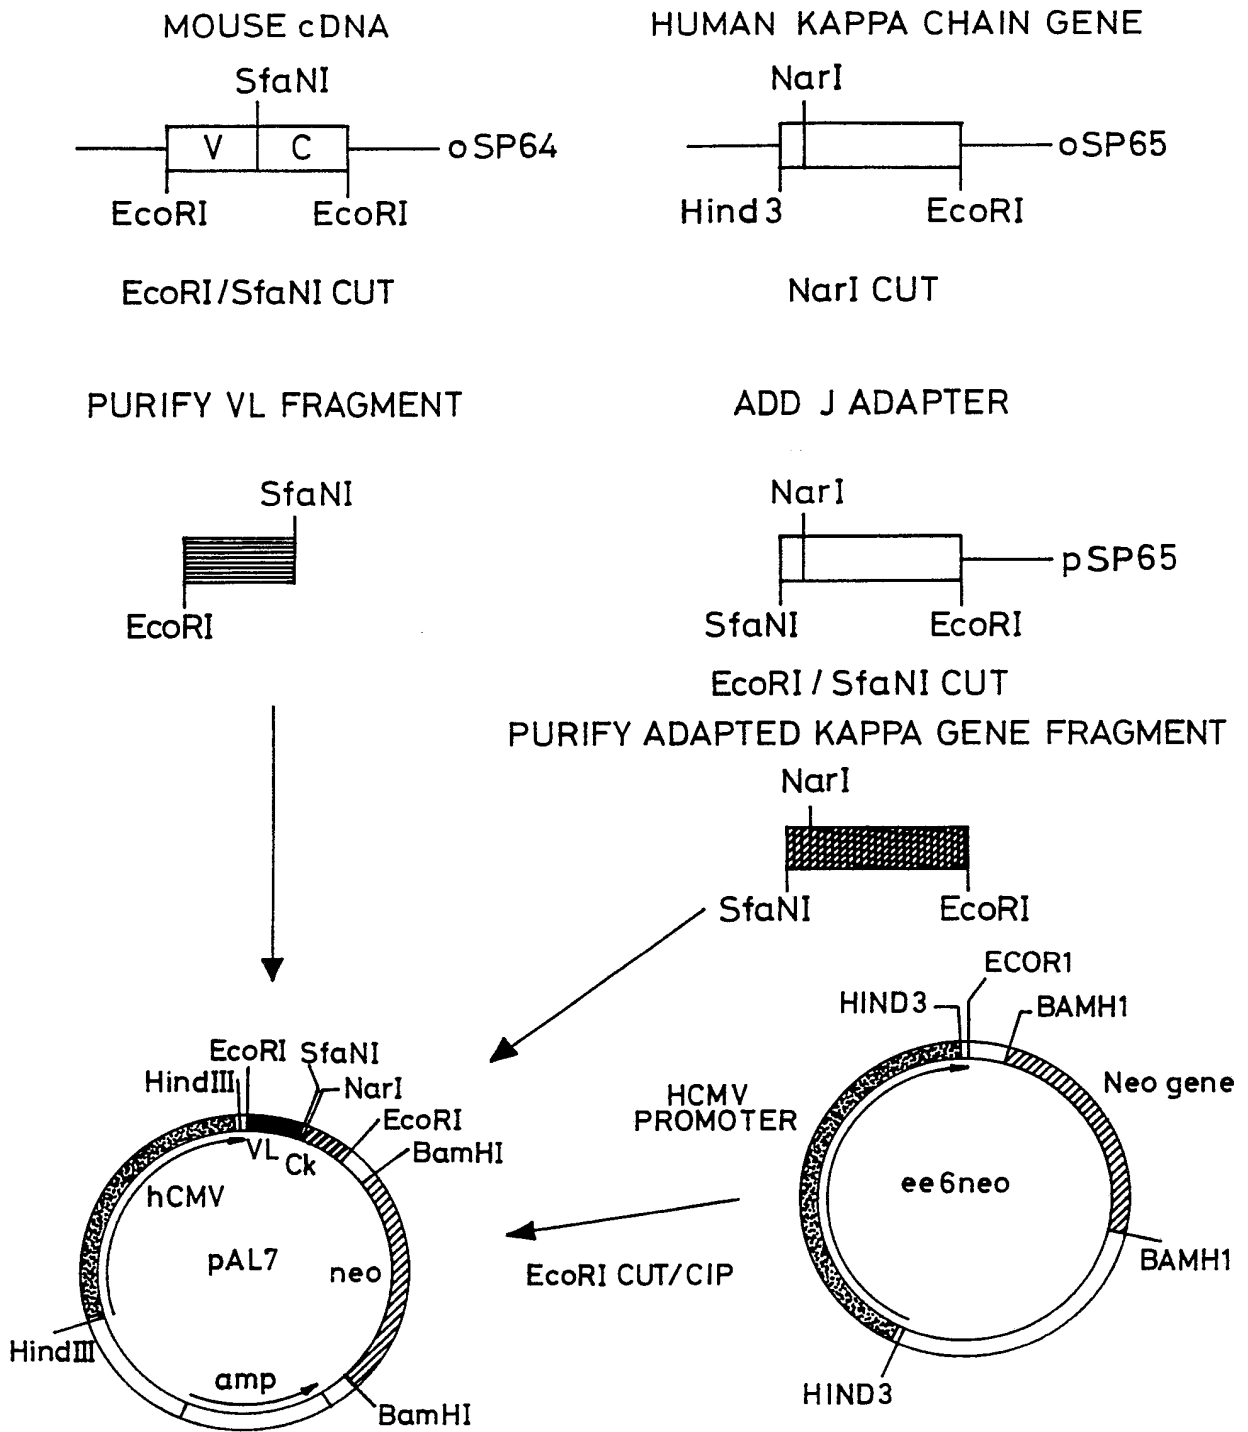 MOUSE cDNA
SfaNI
V
C
oSP64
EcoRI
EcoRI
EcoRI/SfaNI CUT
PURIFY VL FRAGMENT
SfaNI
EcoRI
HUMAN KAPPA CHAIN GENE
NarI
oSP65
Hind3
EcoRI
NarI CUT
ADD J ADAPTER
NarI
pSP65
SfaNI
EcoRI
EcoRI / SfaNI CUT
PURIFY ADAPTED KAPPA GENE FRAGMENT
NarI
SfaNI
EcoRI
EcoRI
SfaNI
HindIII
NarI
EcoRI
BamHI
VL
Ck
hCMV
pAL7
neo
HindIII
amp
BamHI
EcoRI CUT/CIP
ECOR1
HIND3
BAMH1
HCMV
PROMOTER
Neo gene
ee6neo
BAMH1
HIND3